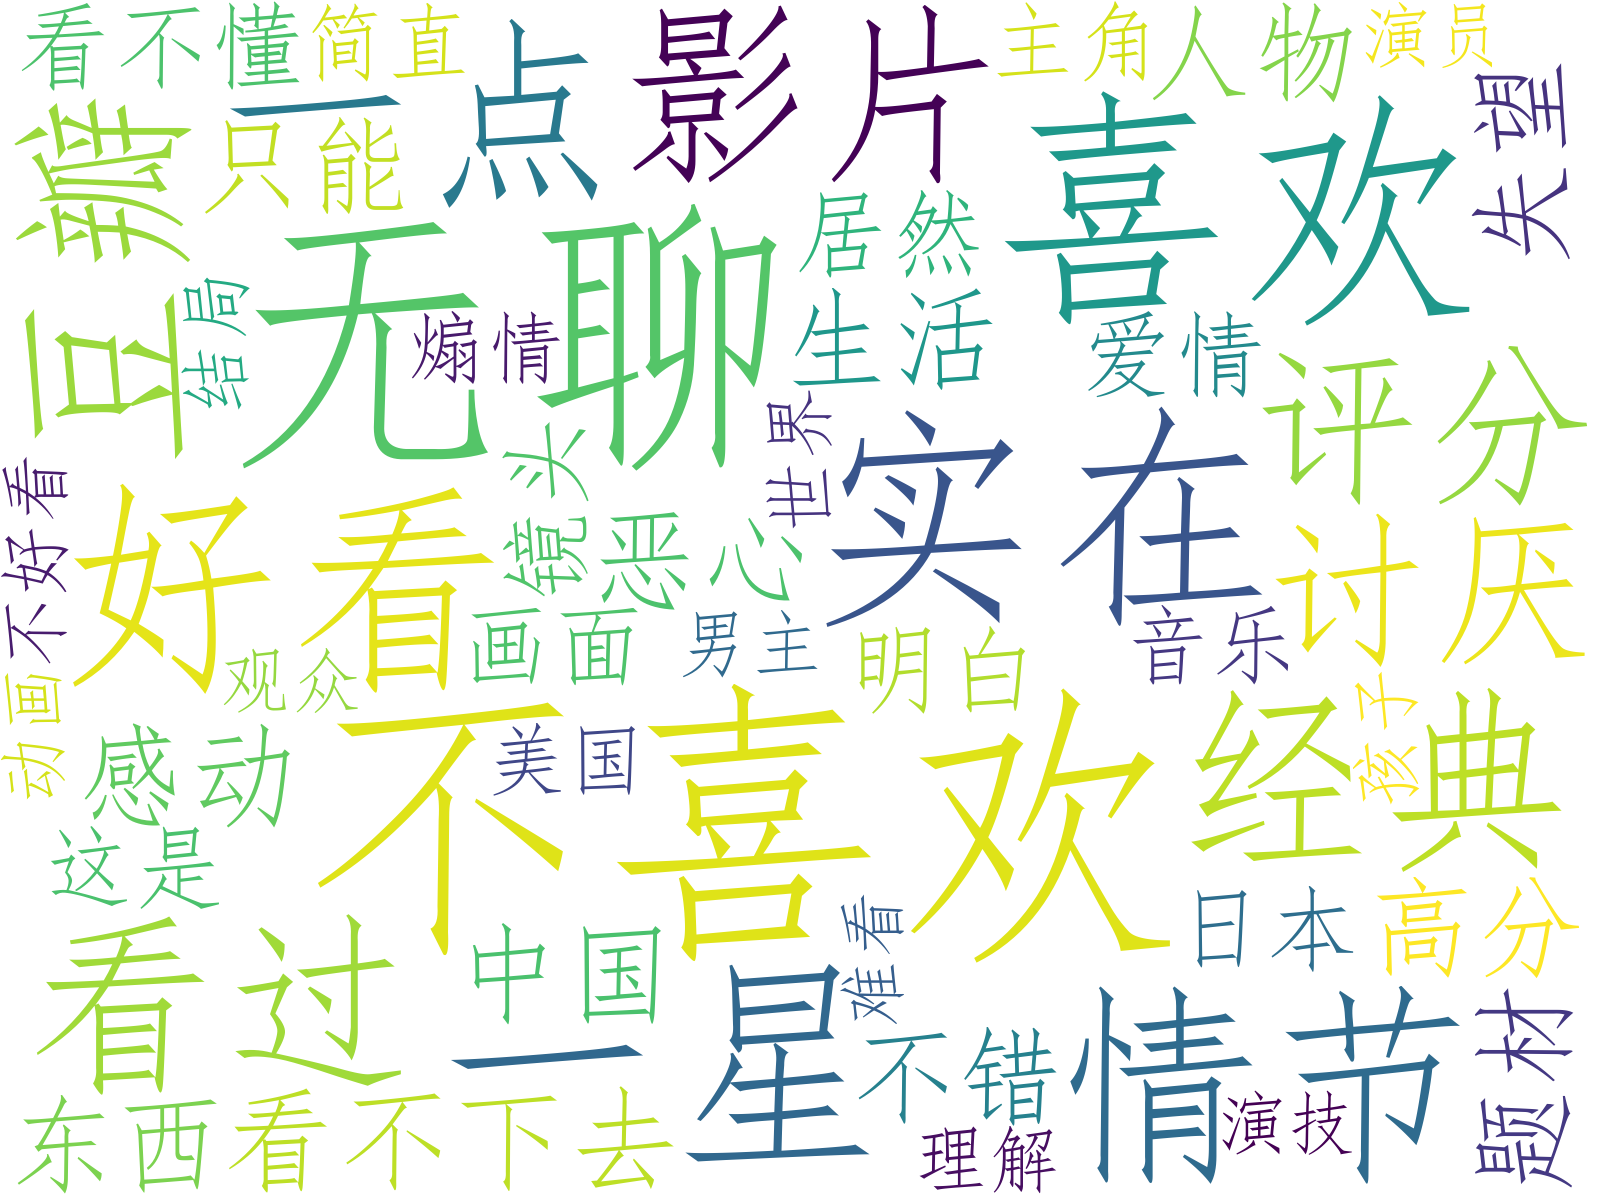 看不懂
简直
一点
影片
主角
人物
演员
豆瓣
只能
喜欢
失望
无聊
居然
结局
煽情
生活
爱情
评分
世界
镜头
实在
不好看
好看
恶心
讨厌
画面
男主
明白
音乐
观众
动画
感动
不喜欢
美国
经典
孩子
这是
看过
中国
难看
日本
高分
一星
不错
情节
题材
东西
看不下去
理解
演技